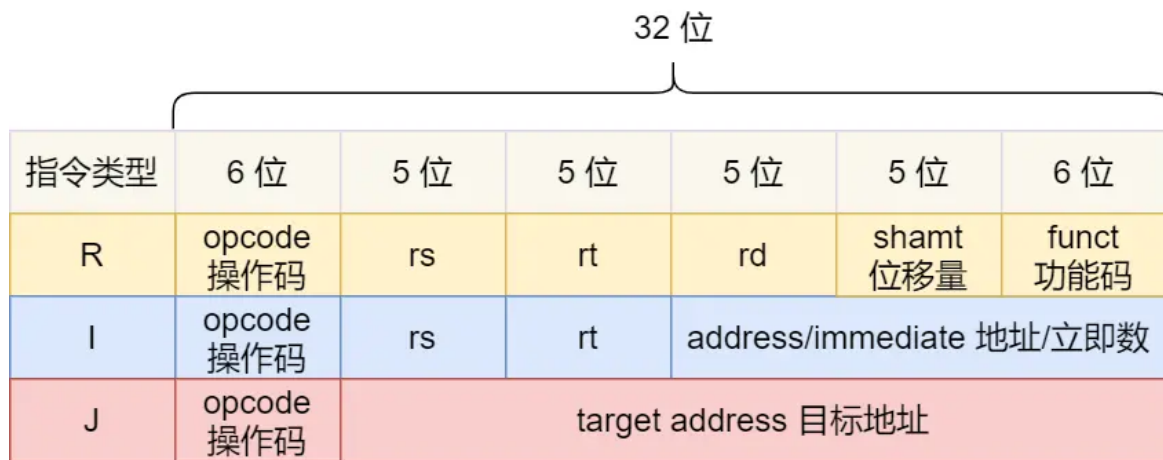 32 位
指令类型 6 位 5 位 5 位 5 位 5 位 6 位
R opcode 操作码 rs rt rd shamt 位移量 funct 功能码
I opcode 操作码 rs rt address/immediate 地址/立即数
J opcode 操作码 target address 目标地址